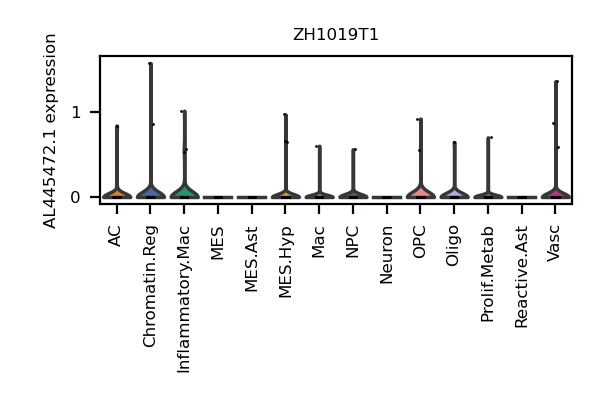 ZH1019T1
AL445472.1 expression
1
0
AC
Chromatin.Reg
Inflammatory.Mac
MES
MES.Ast
MES.Hyp
Mac
NPC
Neuron
OPC
Oligo
Prolif.Metab
Reactive.Ast
Vasc